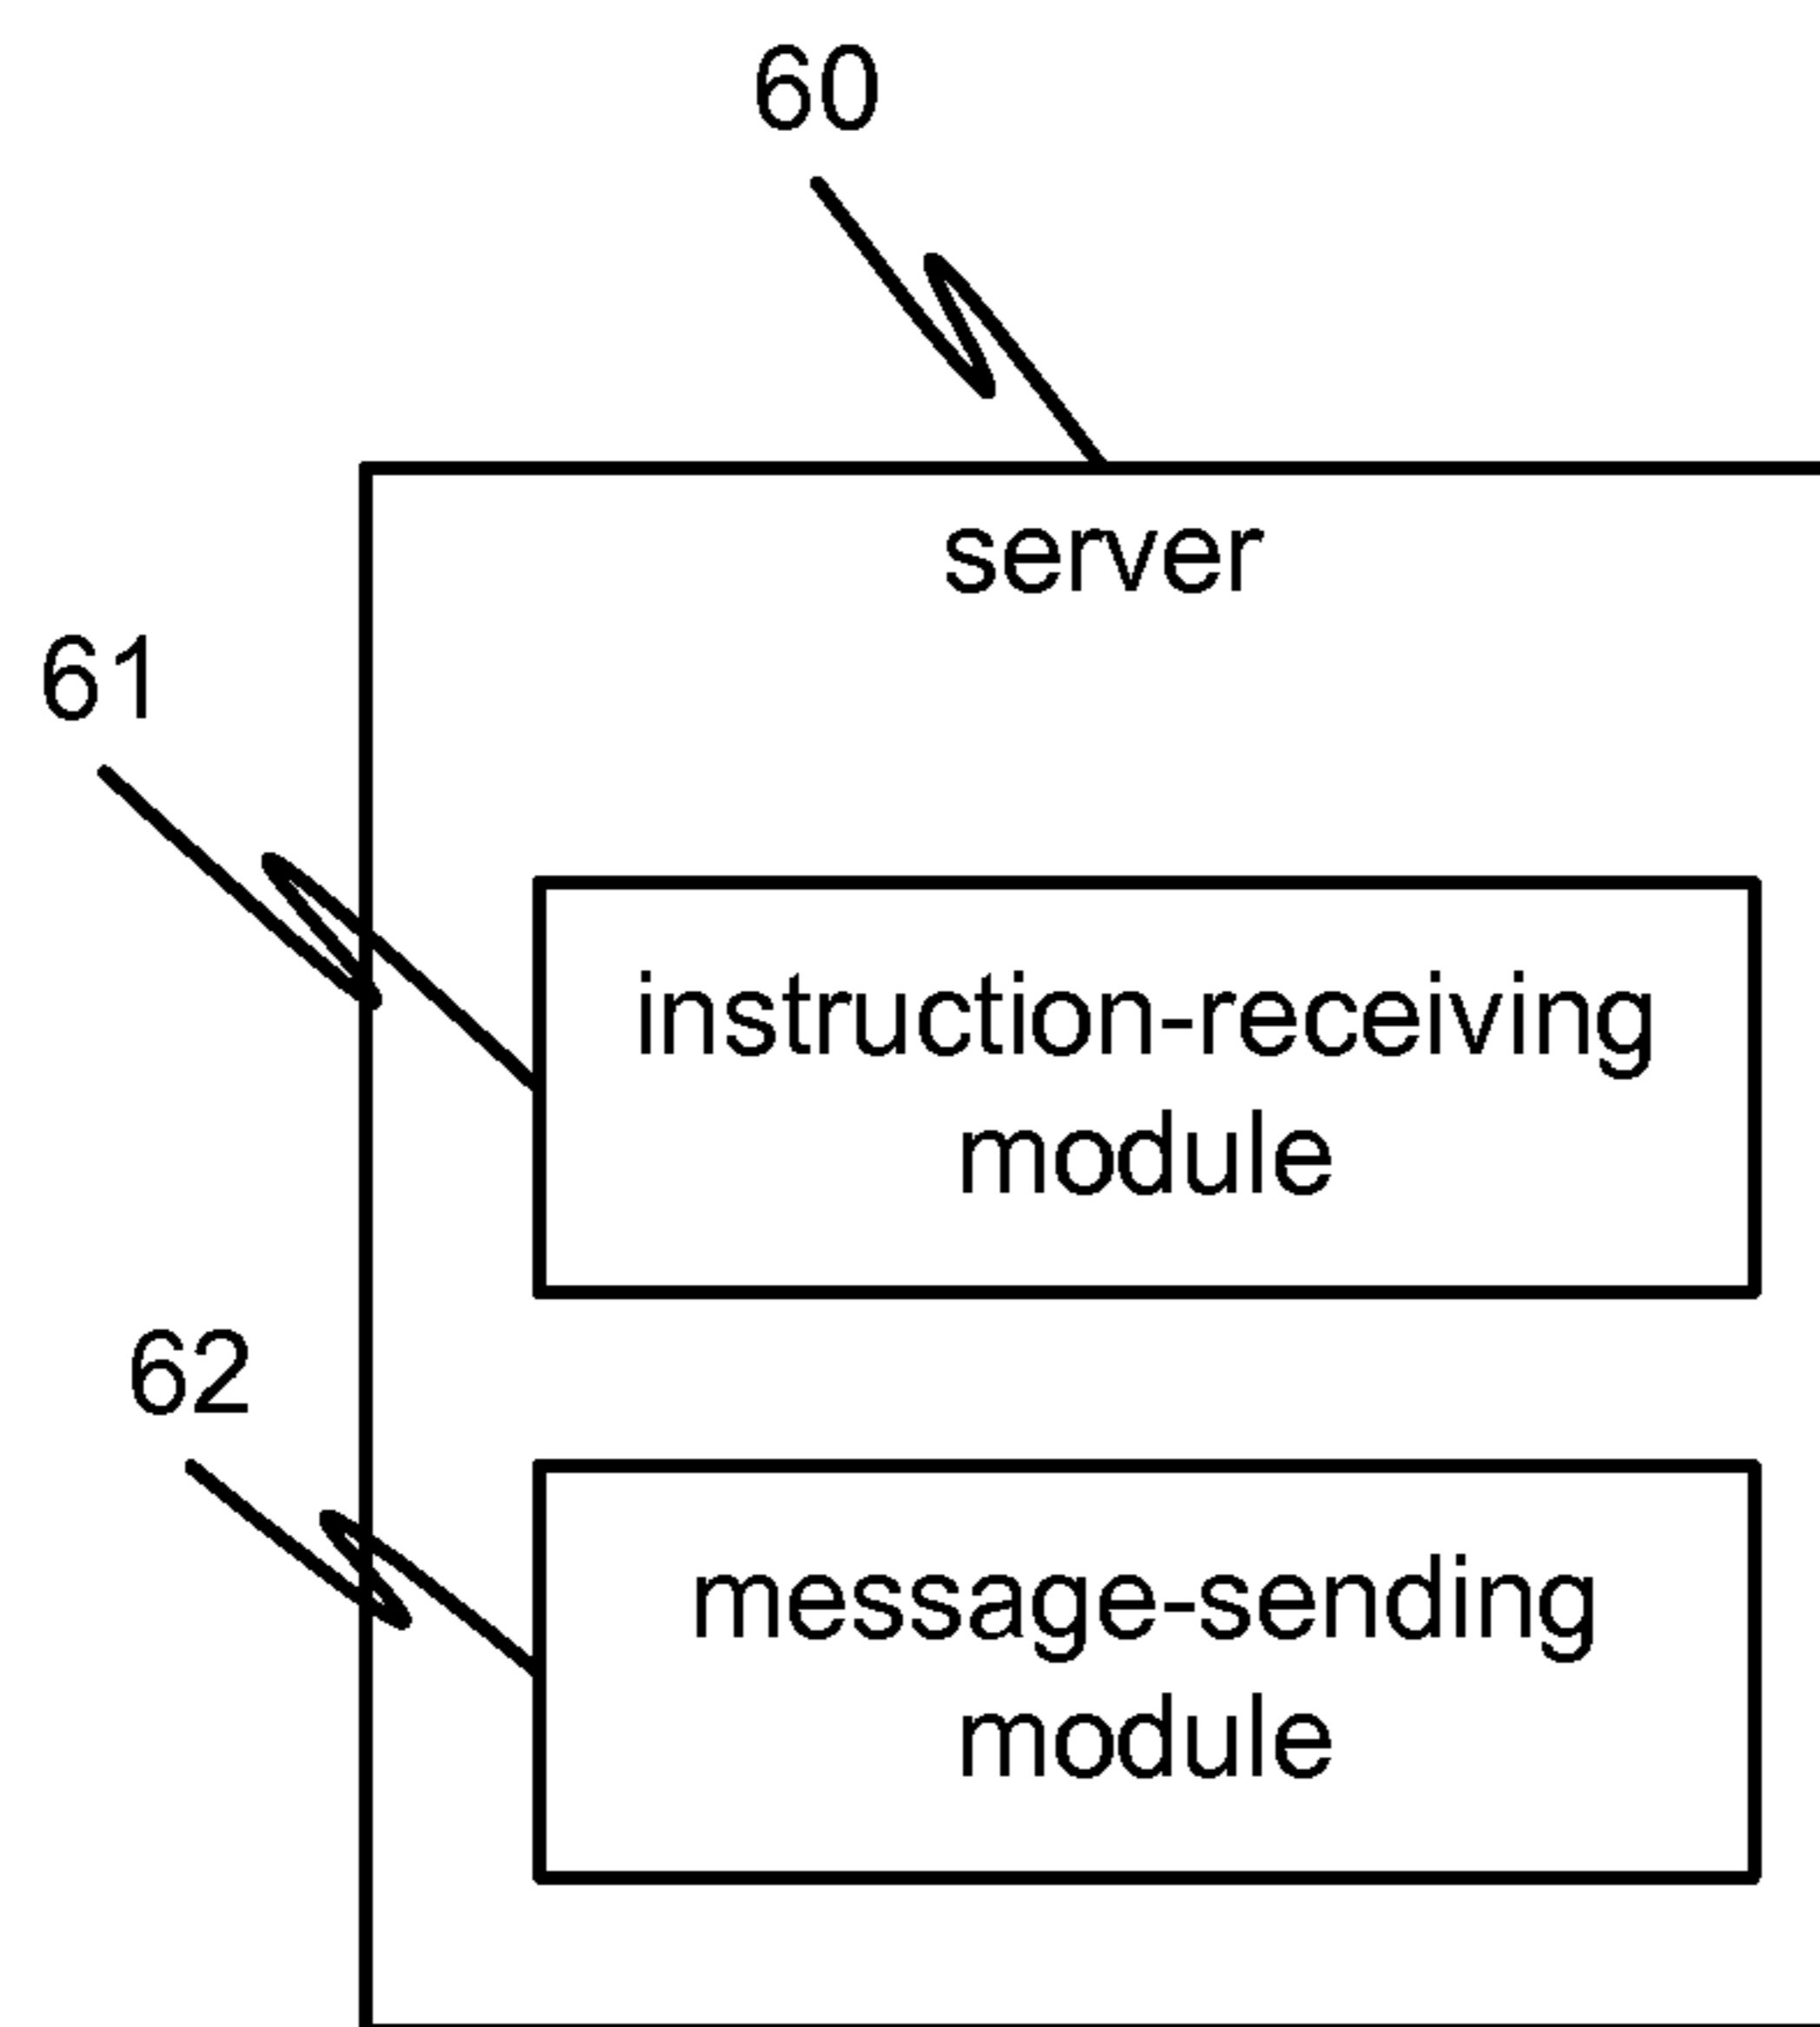 60
server
61
instruction-receiving
module
62
message-sending
module